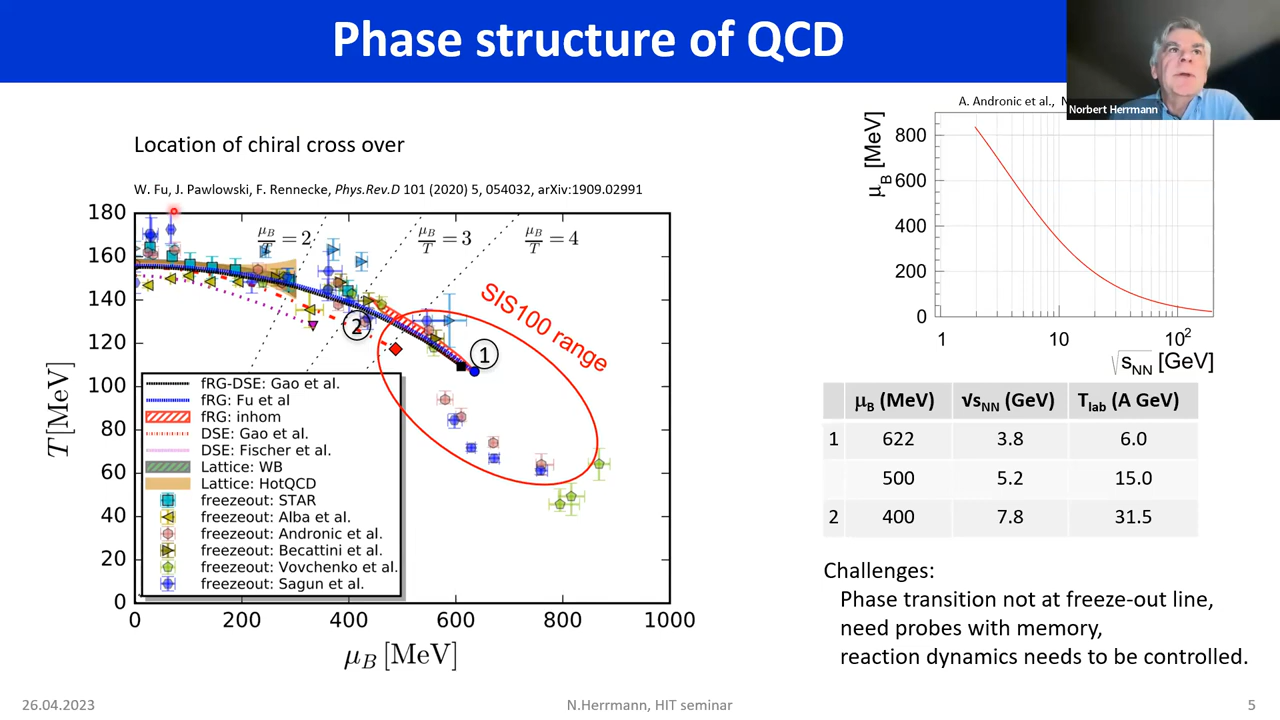 Phase structure of QCD
Norbert Herrmann
A. Andronic et al.,
Location of chiral cross over
W. Fu, J. Pawlowski, F. Rennecke, Phys.Rev.D 101 (2020) 5, 054032, arXiv:1909.02991
180
160
140
120
100
80
60
40
20
0
T [MeV]
μB/T = 2
μB/T = 3
μB/T = 4
SIS100 range
2
1
fRG-DSE: Gao et al.
fRG: Fu et al
fRG: inhom
DSE: Gao et al.
DSE: Fischer et al.
Lattice: WB
Lattice: HotQCD
freezeout: STAR
freezeout: Alba et al.
freezeout: Andronic et al.
freezeout: Becattini et al.
freezeout: Vovchenko et al.
freezeout: Sagun et al.
0 200 400 600 800 1000
μB [MeV]
μB [MeV]
800
600
400
200
0
1 10 10²
√sNN [GeV]
μB (MeV) √sNN (GeV) Tlab (A GeV)
1 622 3.8 6.0
500 5.2 15.0
2 400 7.8 31.5
Challenges:
Phase transition not at freeze-out line,
need probes with memory,
reaction dynamics needs to be controlled.
26.04.2023
N.Herrmann, HIT seminar
5